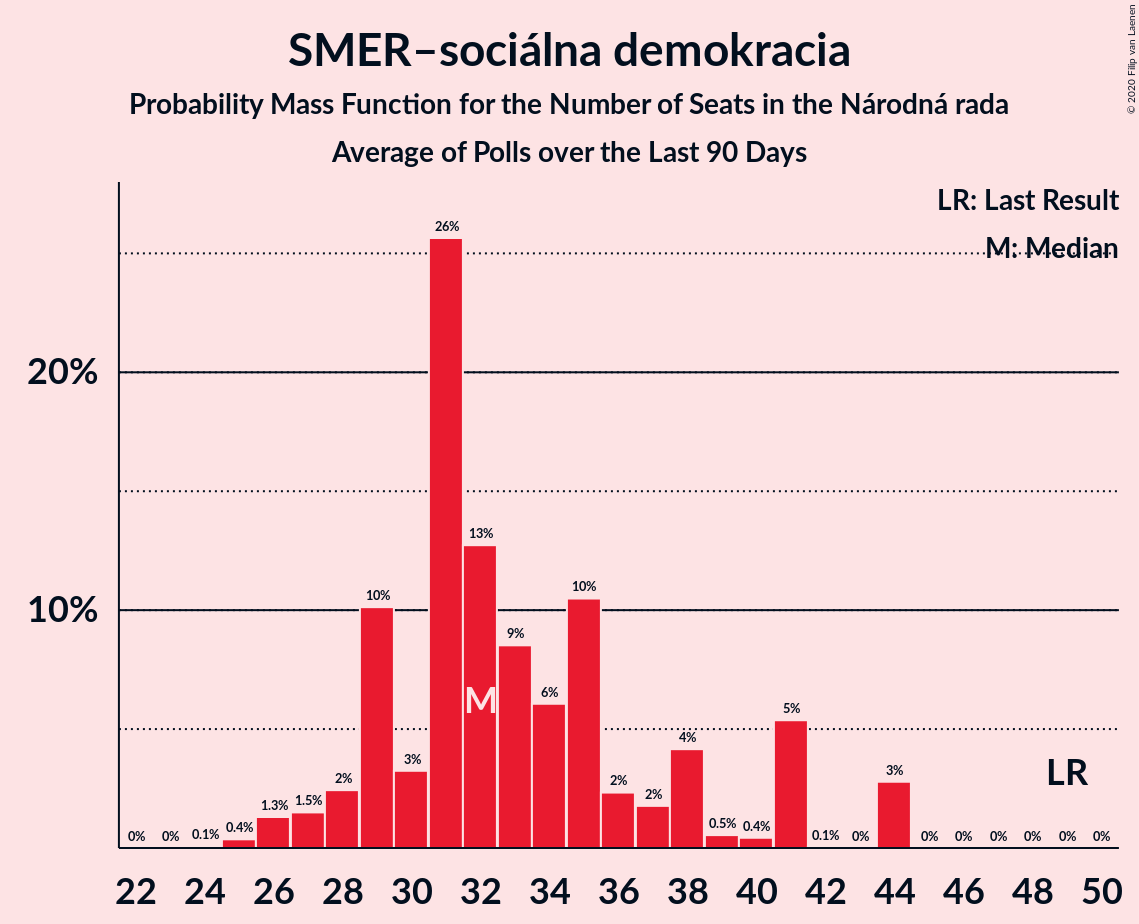 SMER–sociálna demokracia
Probability Mass Function for the Number of Seats in the Národná rada
Average of Polls over the Last 90 Days
© 2020 Filip van Laenen
LR: Last Result
M: Median
20%
10%
0% 0% 0.1% 0.4% 1.3% 1.5% 2% 10% 3% 26% 13% 9% 6% 10% 2% 2% 4% 0.5% 0.4% 5% 0.1% 0% 3% 0% 0% 0% 0% 0% 0%
M
LR
22 24 26 28 30 32 34 36 38 40 42 44 46 48 50